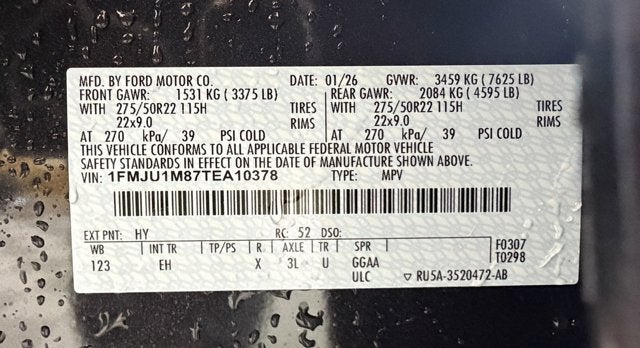 MFD. BY FORD MOTOR CO. DATE: 01/26 GVWR: 3459 KG ( 7625 LB)
FRONT GAWR: 1531 KG ( 3375 LB) REAR GAWR: 2084 KG ( 4595 LB)
WITH 275/50R22 115H TIRES WITH 275/50R22 115H TIRES
22x9.0 RIMS 22x9.0 RIMS
AT 270 kPa/ 39 PSI COLD AT 270 kPa/ 39 PSI COLD
THIS VEHICLE CONFORMS TO ALL APPLICABLE FEDERAL MOTOR VEHICLE
SAFETY STANDARDS IN EFFECT ON THE DATE OF MANUFACTURE SHOWN ABOVE.
VIN: 1FMJU1M87TEA10378 TYPE: MPV
EXT PNT: HY RC: 52 DSO:
WB INT TR TP/PS R AXLE TR SPR F0307
T0298
123 EH X 3L U GGAA
ULC ▽ RU5A-3520472-AB